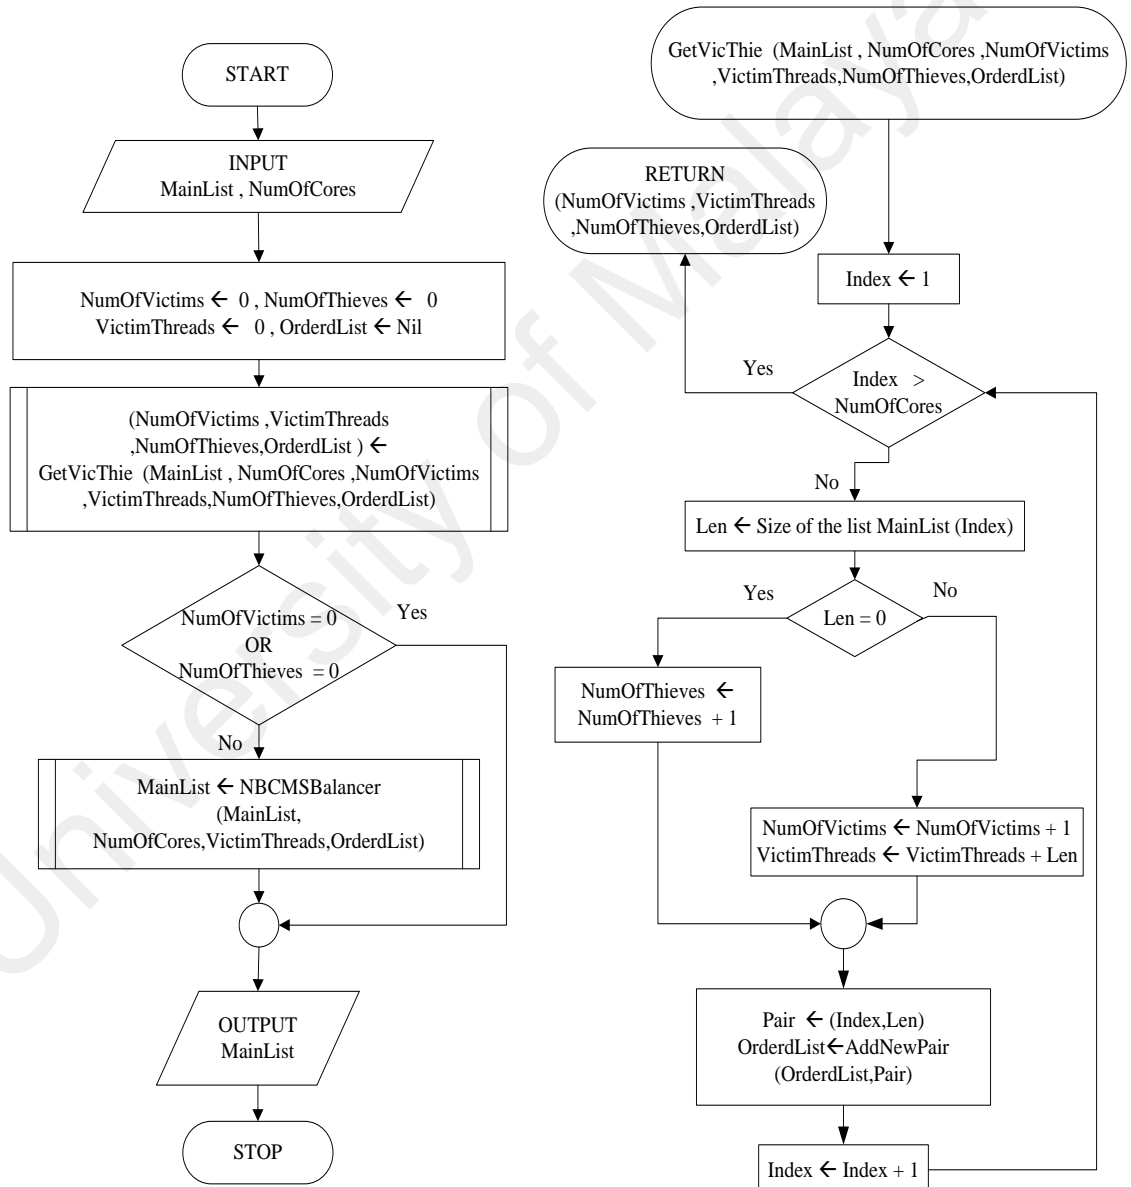 START
INPUT
MainList , NumOfCores
NumOfVictims ← 0 , NumOfThieves ← 0
VictimThreads ← 0 , OrderdList ← Nil
(NumOfVictims ,VictimThreads
,NumOfThieves,OrderdList ) ←
GetVicThie (MainList , NumOfCores ,NumOfVictims
,VictimThreads,NumOfThieves,OrderdList)
NumOfVictims = 0
OR
NumOfThieves = 0
Yes
No
MainList ← NBCMSBalancer
(MainList,
NumOfCores,VictimThreads,OrderdList)
OUTPUT
MainList
STOP
GetVicThie (MainList , NumOfCores ,NumOfVictims
,VictimThreads,NumOfThieves,OrderdList)
RETURN
(NumOfVictims ,VictimThreads
,NumOfThieves,OrderdList)
Index ← 1
Yes
Index >
NumOfCores
No
Len ← Size of the list MainList (Index)
Yes
No
Len = 0
NumOfThieves ←
NumOfThieves + 1
NumOfVictims ← NumOfVictims + 1
VictimThreads ← VictimThreads + Len
Pair ← (Index,Len)
OrderdList←AddNewPair
(OrderdList,Pair)
Index ← Index + 1
University of Malaya